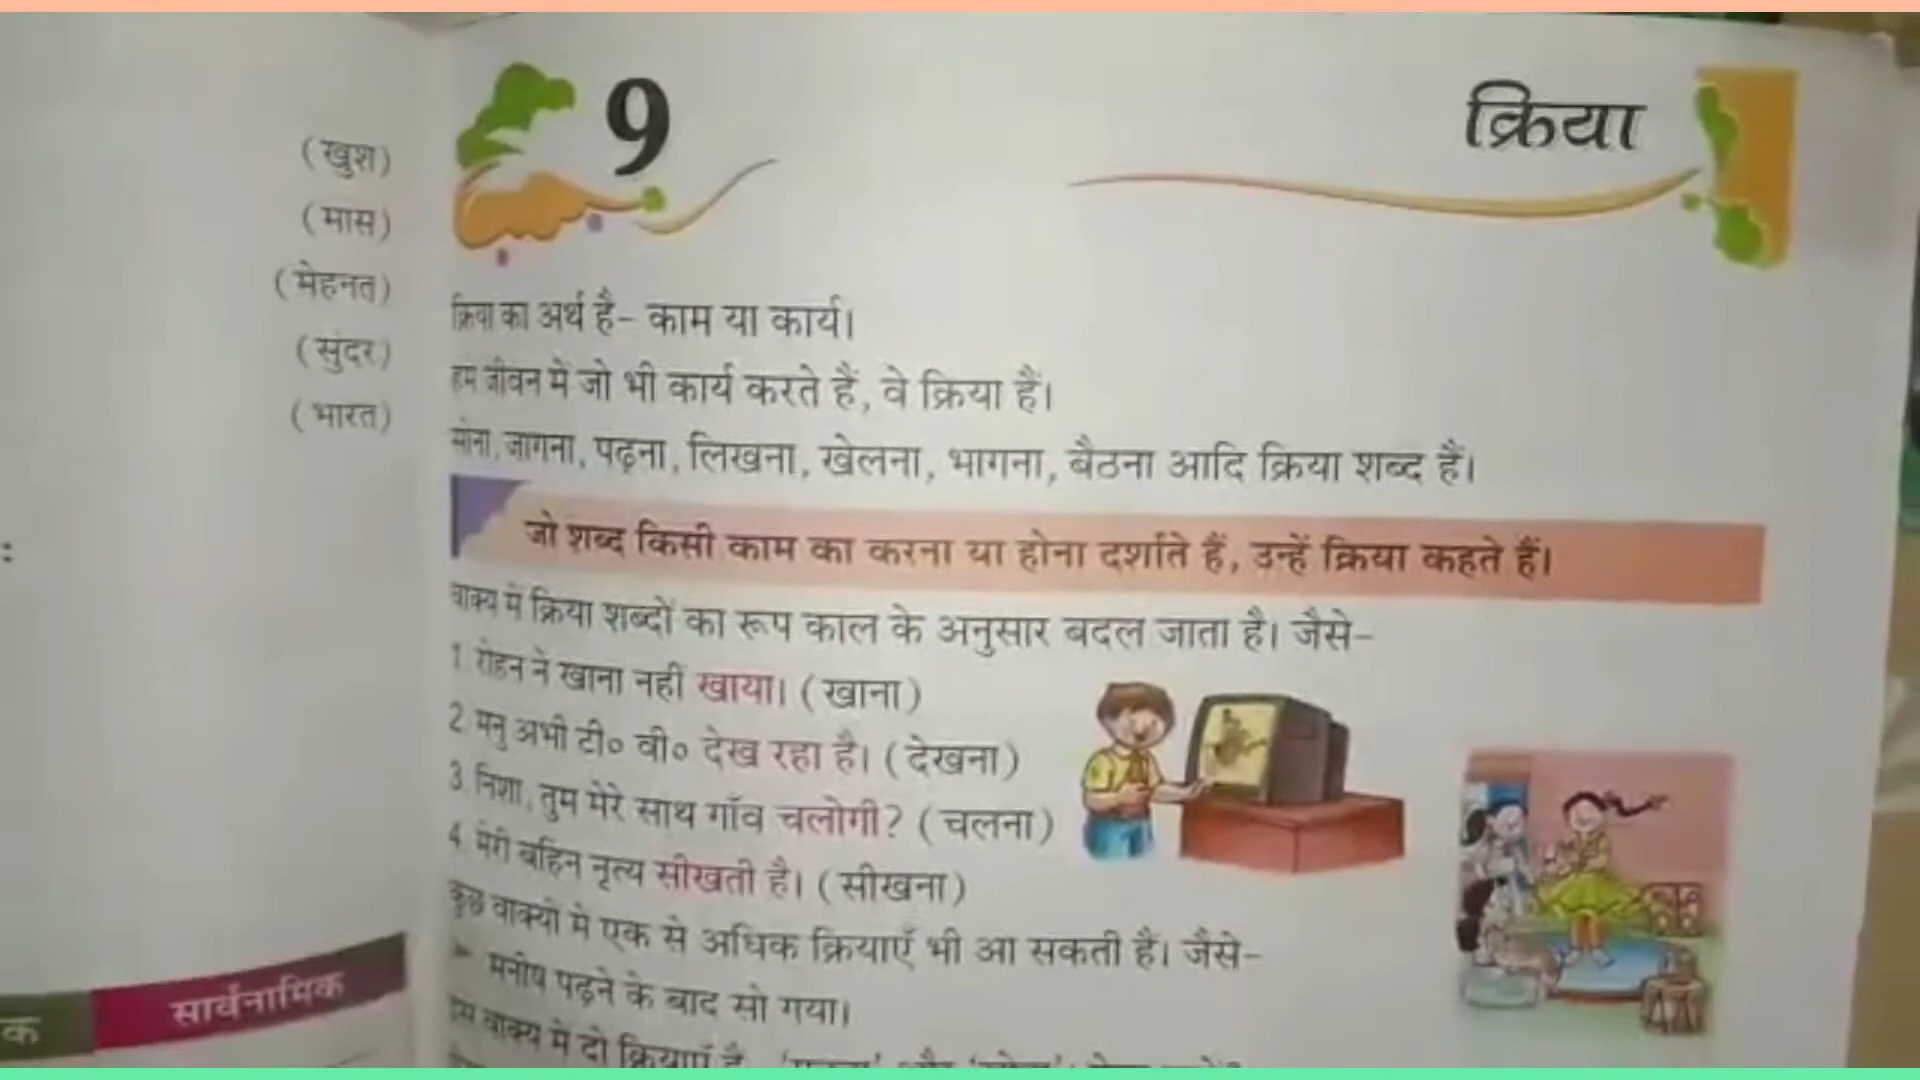 (खुश)
(मास)
(मेहनत)
(सुंदर)
(भारत)
:
क
सार्वनामिक
9
क्रिया
क्रिया का अर्थ है- काम या कार्य।
हम जीवन में जो भी कार्य करते हैं, वे क्रिया हैं।
सोना, जागना, पढ़ना, लिखना, खेलना, भागना, बैठना आदि क्रिया शब्द हैं।
जो शब्द किसी काम का करना या होना दर्शाते हैं, उन्हें क्रिया कहते हैं।
वाक्य में क्रिया शब्दों का रूप काल के अनुसार बदल जाता है। जैसे-
1. रोहन ने खाना नहीं खाया। (खाना)
2. मनु अभी टी० वी० देख रहा है। (देखना)
3. निशा, तुम मेरे साथ गाँव चलोगी? (चलना)
4. मेरी बहिन नृत्य सीखती है। (सीखना)
कुछ वाक्यों में एक से अधिक क्रियाएँ भी आ सकती हैं। जैसे-
➤ मनीष पढ़ने के बाद सो गया।
इस वाक्य में दो क्रियाएँ हैं